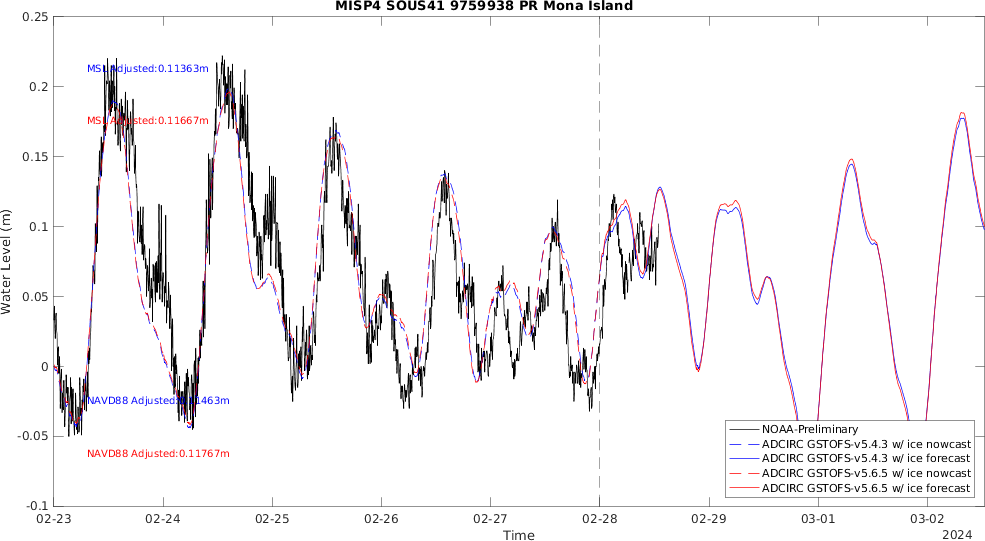 MISP4 SOUS41 9759938 PR Mona Island
0.25
0.2
0.15
0.1
0.05
0
-0.05
-0.1
Water Level (m)
MSL Adjusted:0.11363m
MSL Adjusted:0.11667m
NAVD88 Adjusted:0.11463m
NAVD88 Adjusted:0.11767m
NOAA-Preliminary
ADCIRC GSTOFS-v5.4.3 w/ ice nowcast
ADCIRC GSTOFS-v5.4.3 w/ ice forecast
ADCIRC GSTOFS-v5.6.5 w/ ice nowcast
ADCIRC GSTOFS-v5.6.5 w/ ice forecast
02-23 02-24 02-25 02-26 02-27 02-28 02-29 03-01 03-02
Time
2024